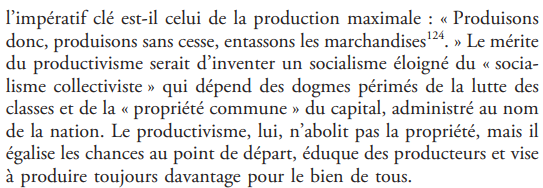 l’impératif clé est-il celui de la production maximale : « Produisons
donc, produisons sans cesse, entassons les marchandises124. » Le mérite
du productivisme serait d’inventer un socialisme éloigné du « socia-
lisme collectiviste » qui dépend des dogmes périmés de la lutte des
classes et de la « propriété commune » du capital, administré au nom
de la nation. Le productivisme, lui, n’abolit pas la propriété, mais il
égalise les chances au point de départ, éduque des producteurs et vise
à produire toujours davantage pour le bien de tous.